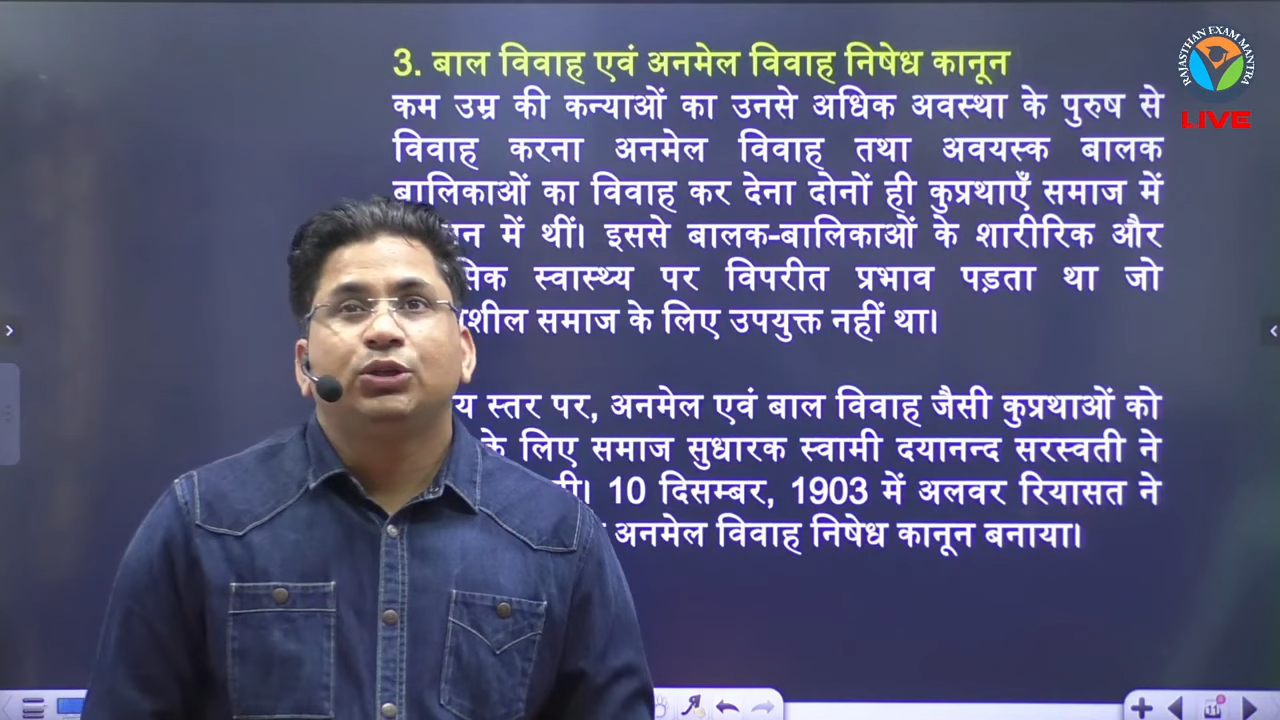 3. बाल विवाह एवं अनमेल विवाह निषेध कानून
कम उम्र की कन्याओं का उनसे अधिक अवस्था के पुरुष से
विवाह करना अनमेल विवाह तथा अवयस्क बालक
बालिकाओं का विवाह कर देना दोनों ही कुप्रथाएँ समाज में
में थीं। इससे बालक-बालिकाओं के शारीरिक और
स्वास्थ्य पर विपरीत प्रभाव पड़ता था जो
समाज के लिए उपयुक्त नहीं था।
स्तर पर, अनमेल एवं बाल विवाह जैसी कुप्रथाओं को
के लिए समाज सुधारक स्वामी दयानन्द सरस्वती ने
10 दिसम्बर, 1903 में अलवर रियासत ने
अनमेल विवाह निषेध कानून बनाया।
RAJASTHAN EXAM MANTRA
LIVE
11